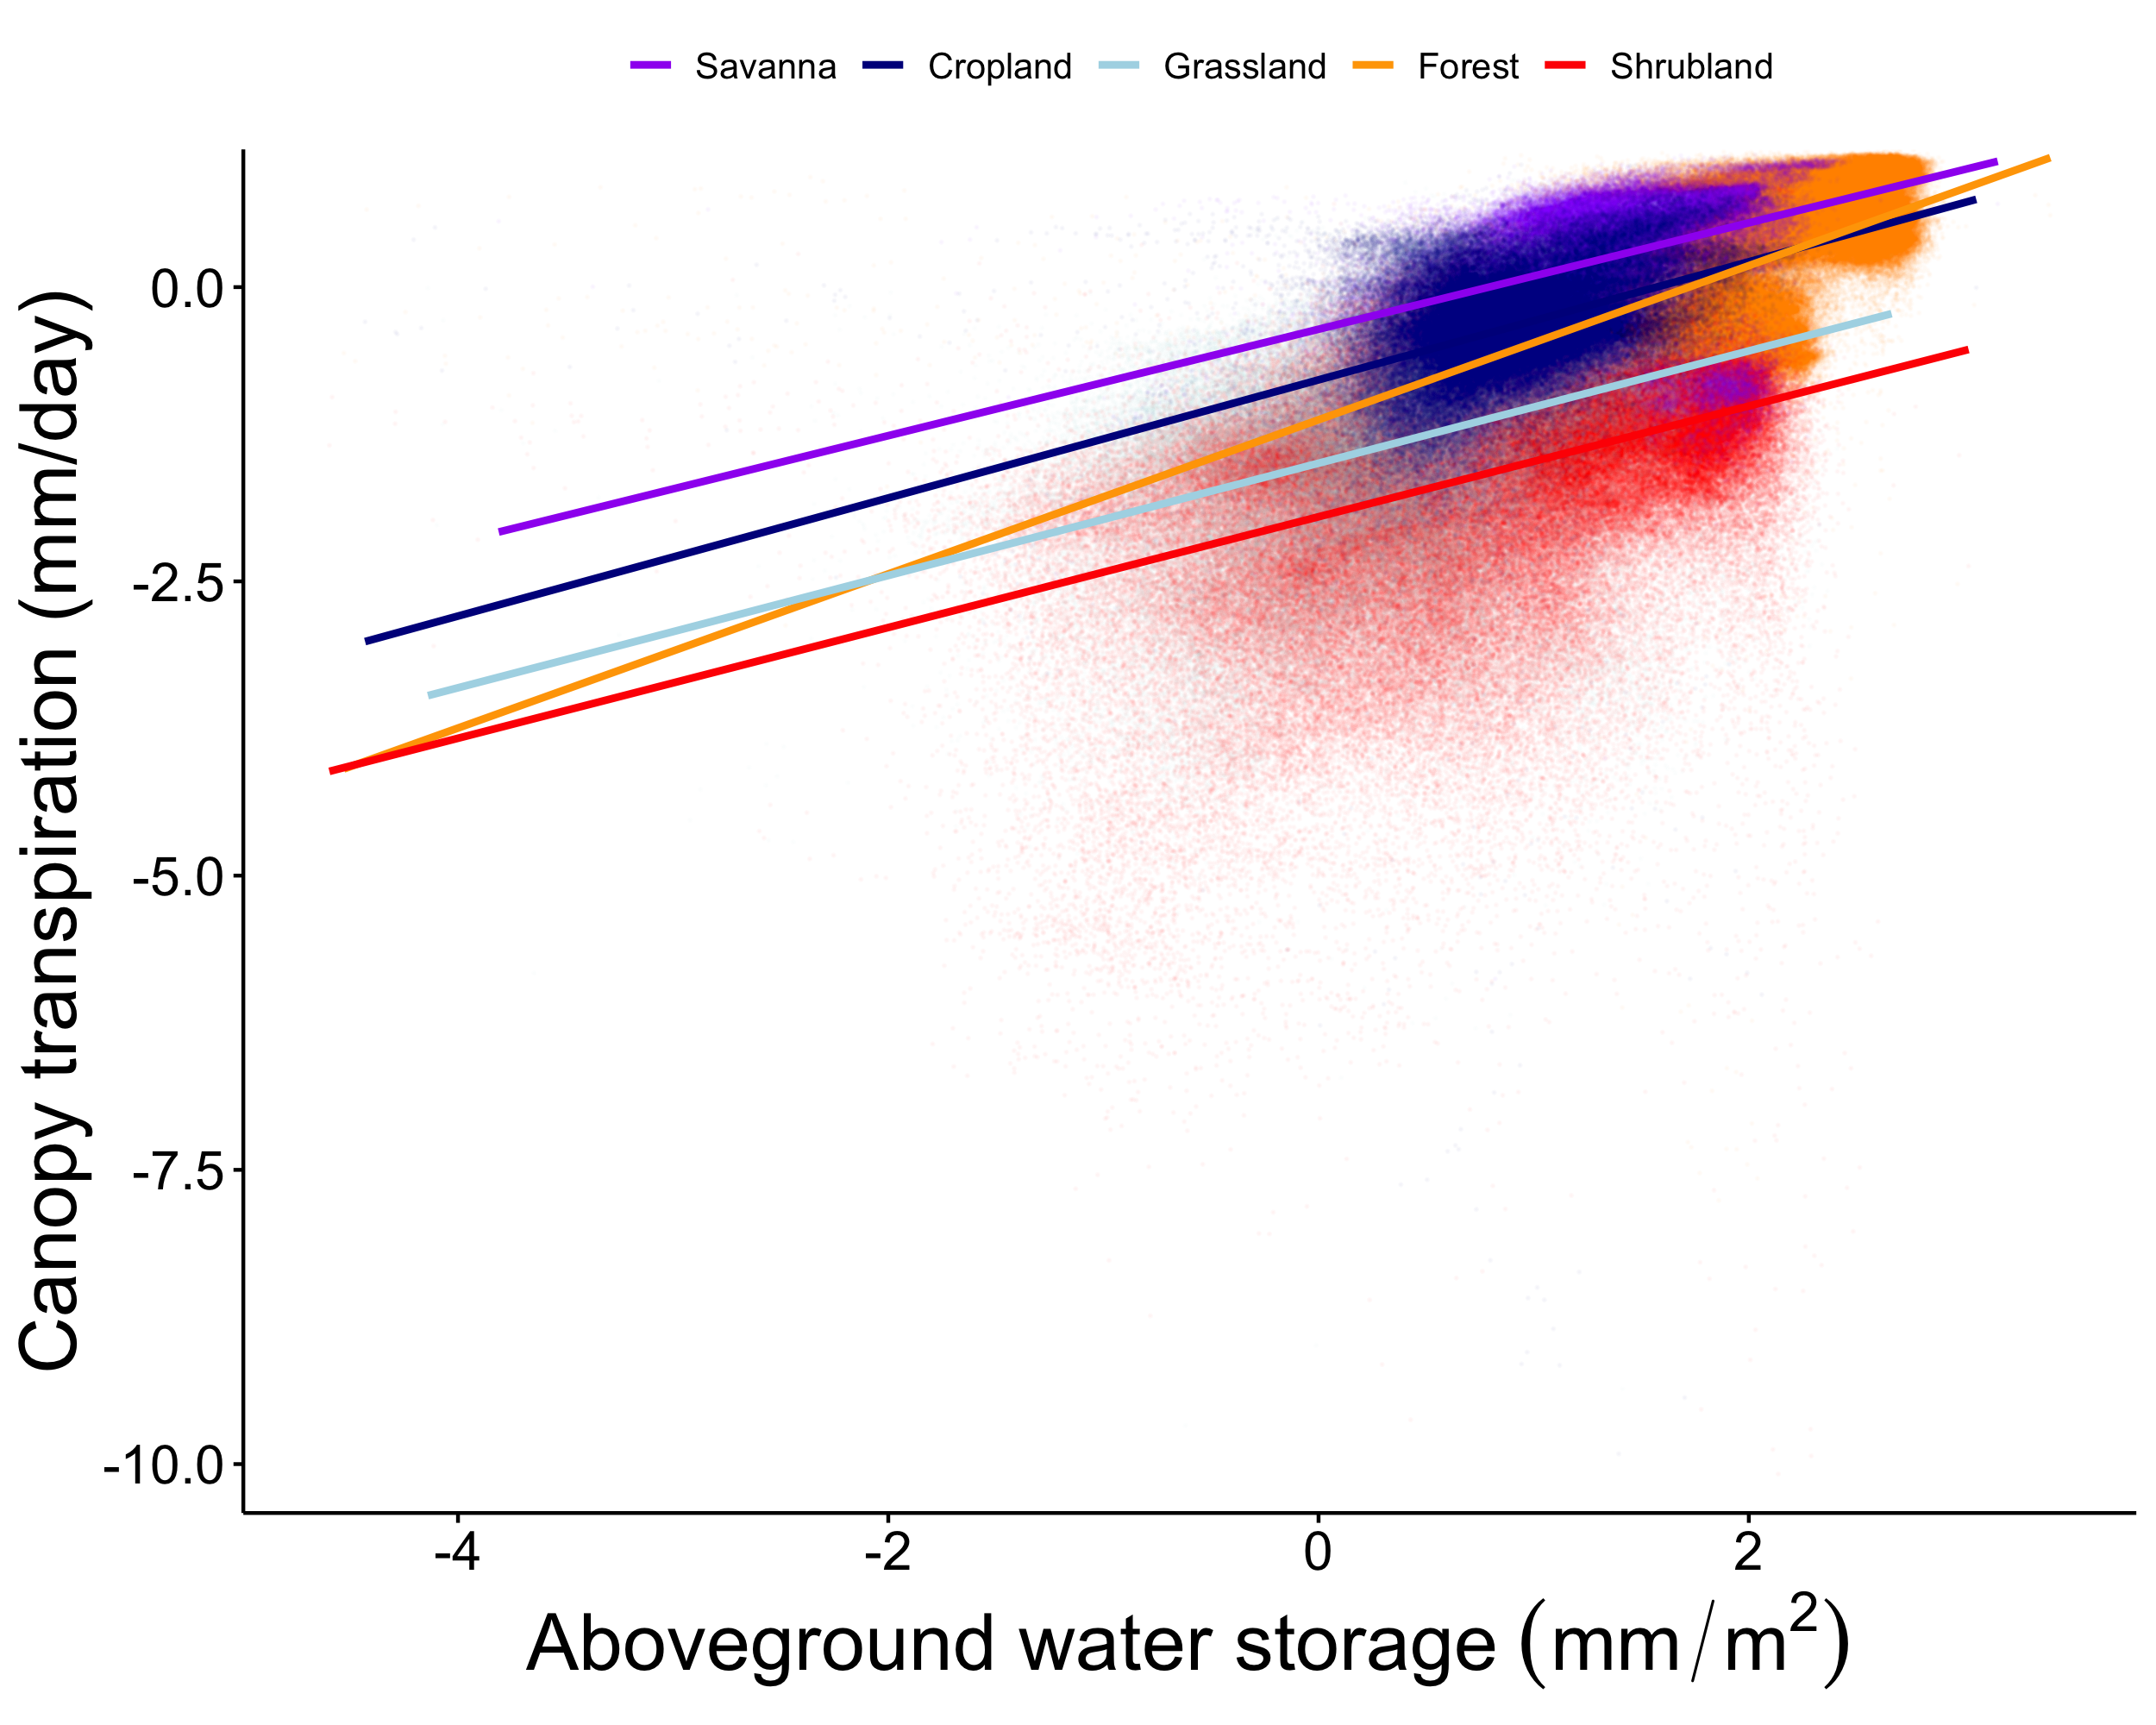 Savanna Cropland Grassland Forest Shrubland
Canopy transpiration (mm/day)
0.0
-2.5
-5.0
-7.5
-10.0
-4 -2 0 2
Aboveground water storage (mm/m²)